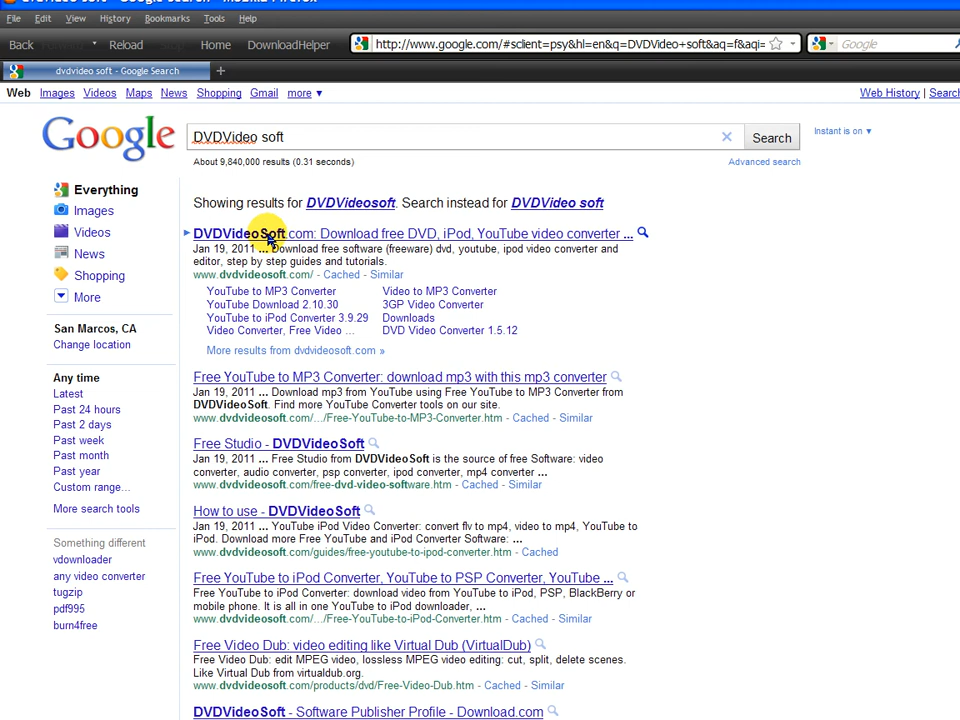 File Edit View History Bookmarks Tools Help
Back Reload Home DownloadHelper http://www.google.com/#sclient=psy&hl=en&q=DVDVideo+soft&aq=f&aqi= Google
dvdvideo soft - Google Search
Web Images Videos Maps News Shopping Gmail more ▼ Web History | Search
Google DVDVideo soft × Search Instant is on ▼
About 9,840,000 results (0.31 seconds) Advanced search
Everything
Images
Videos
News
Shopping
More
San Marcos, CA
Change location
Any time
Latest
Past 24 hours
Past 2 days
Past week
Past month
Past year
Custom range...
More search tools
Something different
vdownloader
any video converter
tugzip
pdf995
burn4free
Showing results for DVDVideosoft. Search instead for DVDVideo soft
DVDVideoSoft.com: Download free DVD, iPod, YouTube video converter ...
Jan 19, 2011 ... Download free software (freeware) dvd, youtube, ipod video converter and
editor, step by step guides and tutorials.
www.dvdvideosoft.com/ - Cached - Similar
YouTube to MP3 Converter Video to MP3 Converter
YouTube Download 2.10.30 3GP Video Converter
YouTube to iPod Converter 3.9.29 Downloads
Video Converter, Free Video ... DVD Video Converter 1.5.12
More results from dvdvideosoft.com »
Free YouTube to MP3 Converter: download mp3 with this mp3 converter
Jan 19, 2011 ... Download mp3 from YouTube using Free YouTube to MP3 Converter from
DVDVideoSoft. Find more YouTube Converter tools on our site.
www.dvdvideosoft.com/.../Free-YouTube-to-MP3-Converter.htm - Cached - Similar
Free Studio - DVDVideoSoft
Jan 19, 2011 ... Free Studio from DVDVideoSoft is the source of free Software: video
converter, audio converter, psp converter, ipod converter, mp4 converter ...
www.dvdvideosoft.com/free-dvd-video-software.htm - Cached - Similar
How to use - DVDVideoSoft
Jan 19, 2011 ... YouTube iPod Video Converter: convert flv to mp4, video to mp4, YouTube to
iPod. Download more Free YouTube and iPod Converter Software: ...
www.dvdvideosoft.com/guides/free-youtube-to-ipod-converter.htm - Cached
Free YouTube to iPod Converter, YouTube to PSP Converter, YouTube ...
Free YouTube to iPod Converter: download video from YouTube to iPod, PSP, BlackBerry or
mobile phone. It is all in one YouTube to iPod downloader, ...
www.dvdvideosoft.com/.../Free-YouTube-to-iPod-Converter.htm - Cached - Similar
Free Video Dub: video editing like Virtual Dub (VirtualDub)
Free Video Dub: edit MPEG video, lossless MPEG video editing: cut, split, delete scenes.
Like Virtual Dub from virtualdub.org.
www.dvdvideosoft.com/products/dvd/Free-Video-Dub.htm - Cached - Similar
DVDVideoSoft - Software Publisher Profile - Download.com